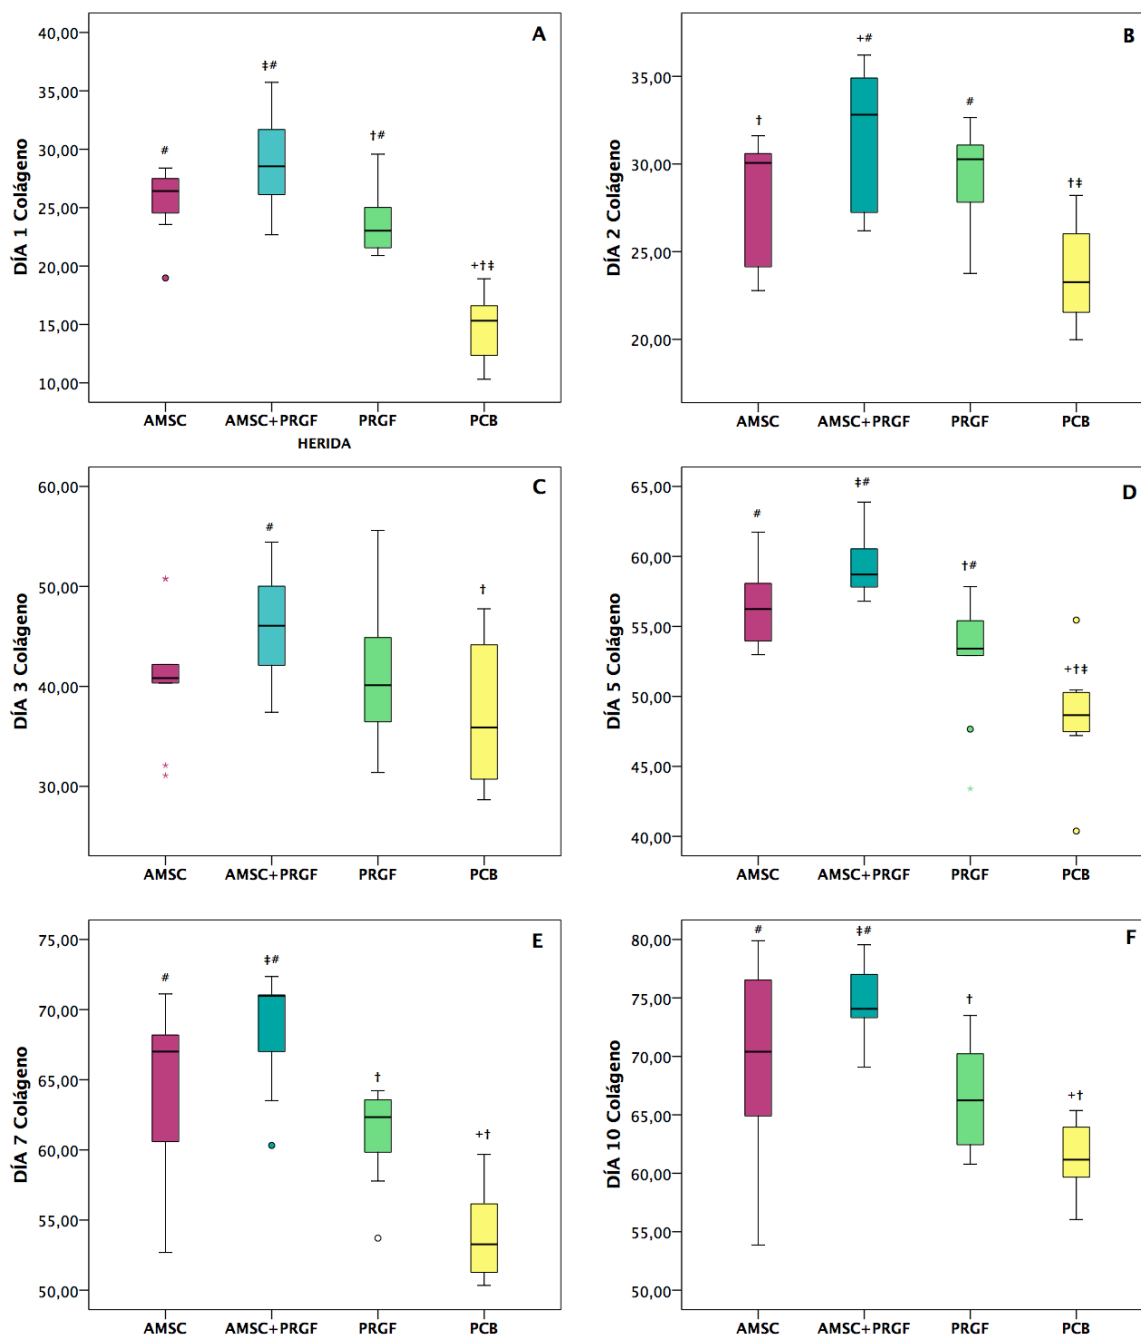 A
DÍA 1 Colágeno
40,00
35,00
30,00
25,00
20,00
15,00
10,00
#
‡#
†#
+†‡
AMSC
AMSC+PRGF
PRGF
PCB
HERIDA
B
DÍA 2 Colágeno
35,00
30,00
25,00
20,00
†
+#
#
†‡
AMSC
AMSC+PRGF
PRGF
PCB
C
DÍA 3 Colágeno
60,00
50,00
40,00
30,00
#
†
AMSC
AMSC+PRGF
PRGF
PCB
D
DÍA 5 Colágeno
65,00
60,00
55,00
50,00
45,00
40,00
#
‡#
†#
+†‡
AMSC
AMSC+PRGF
PRGF
PCB
E
DÍA 7 Colágeno
75,00
70,00
65,00
60,00
55,00
50,00
#
‡#
†
+†
AMSC
AMSC+PRGF
PRGF
PCB
F
DÍA 10 Colágeno
80,00
75,00
70,00
65,00
60,00
55,00
50,00
#
‡#
†
+†
AMSC
AMSC+PRGF
PRGF
PCB